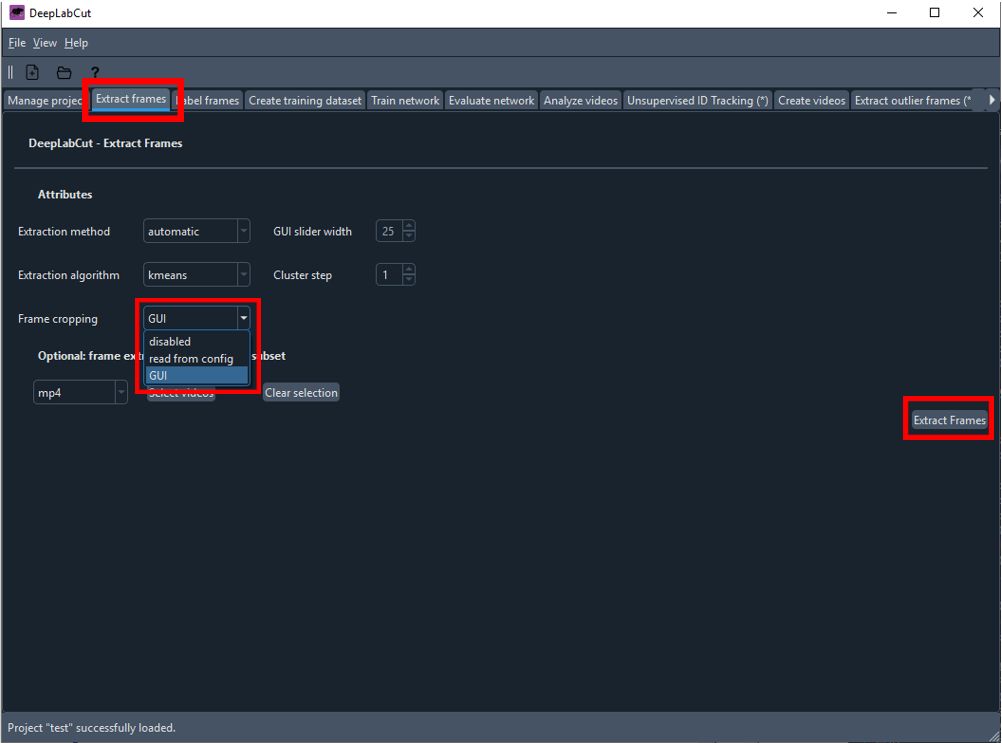 DeepLabCut
File View Help
?
Manage projec Extract frames Label frames Create training dataset Train network Evaluate network Analyze videos Unsupervised ID Tracking (*) Create videos Extract outlier frames (*
DeepLabCut - Extract Frames
Attributes
Extraction method automatic GUI slider width 25
Extraction algorithm kmeans Cluster step 1
Frame cropping GUI
disabled
read from config
GUI
Optional: frame ext subset
mp4 Select videos Clear selection
Extract Frames
Project "test" successfully loaded.